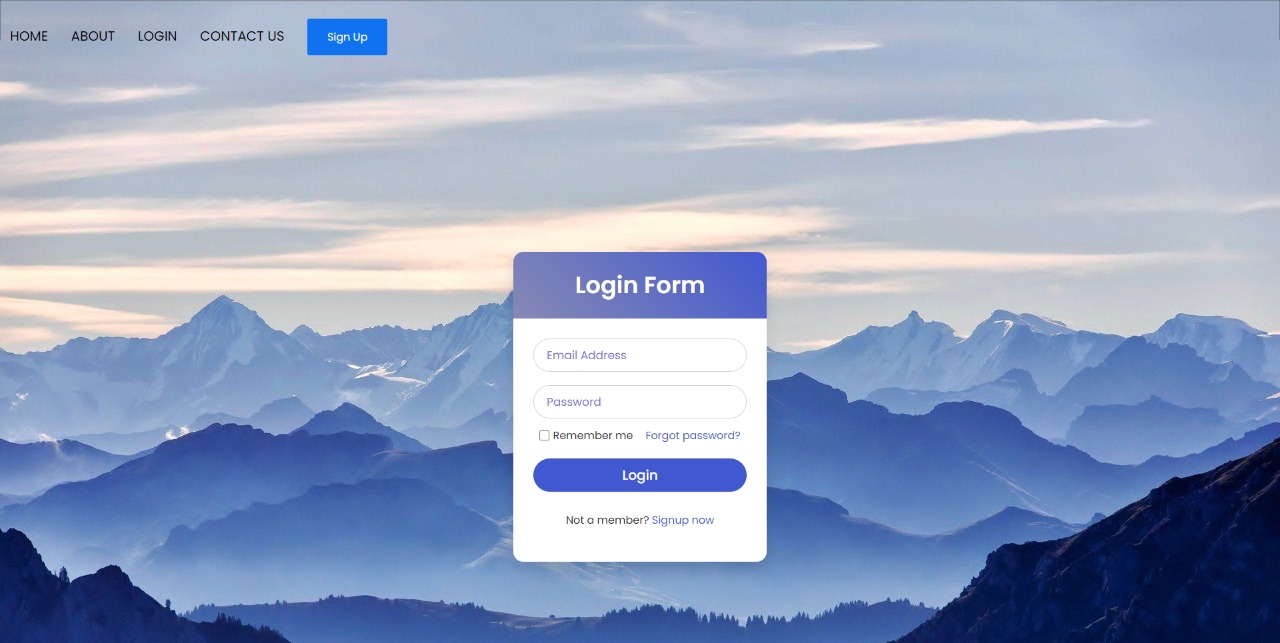 HOME ABOUT LOGIN CONTACT US Sign Up
Login Form
Email Address
Password
Remember me Forgot password?
Login
Not a member? Signup now